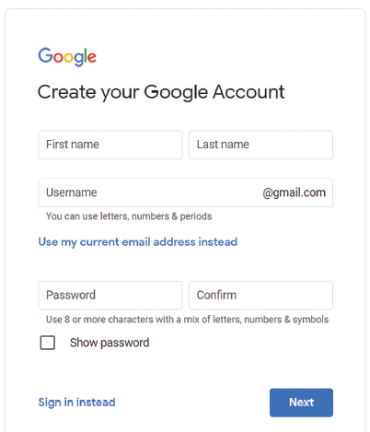 Google
Create your Google Account
First name Last name
Username @gmail.com
You can use letters, numbers & periods
Use my current email address instead
Password Confirm
Use 8 or more characters with a mix of letters, numbers & symbols
Show password
Sign in instead Next